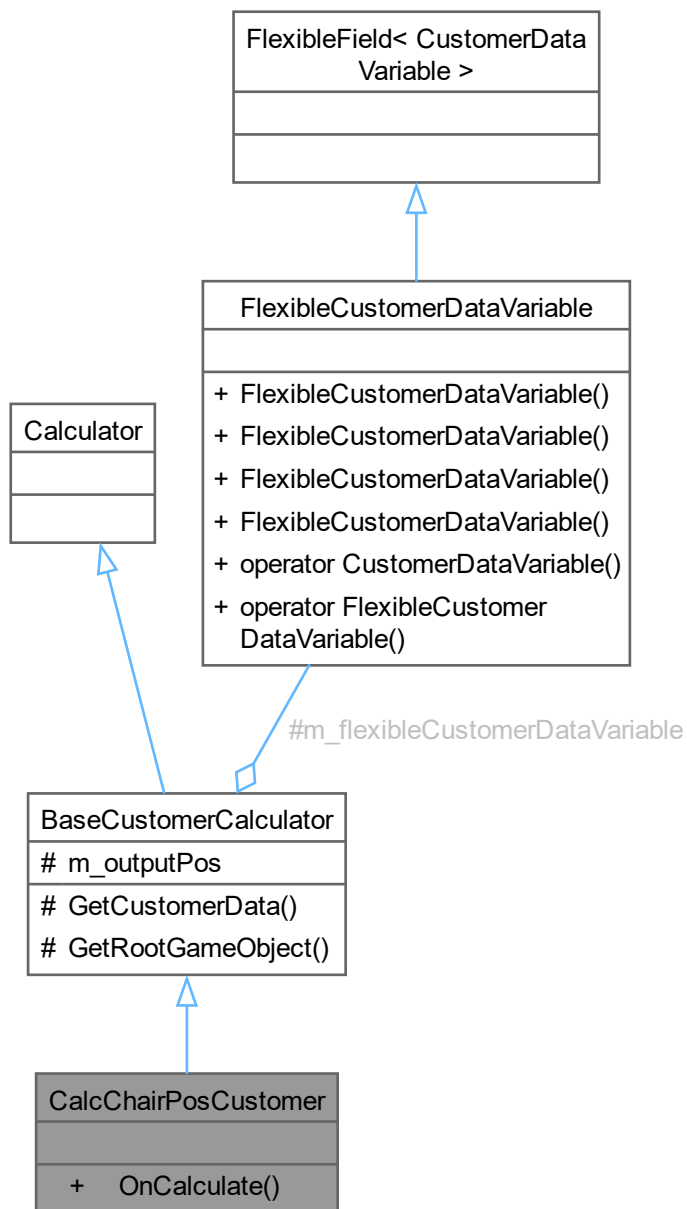 FlexibleField< CustomerData
Variable >
FlexibleCustomerDataVariable
+ FlexibleCustomerDataVariable()
+ FlexibleCustomerDataVariable()
+ FlexibleCustomerDataVariable()
+ FlexibleCustomerDataVariable()
+ operator CustomerDataVariable()
+ operator FlexibleCustomer
DataVariable()
Calculator
#m_flexibleCustomerDataVariable
BaseCustomerCalculator
# m_outputPos
# GetCustomerData()
# GetRootGameObject()
CalcChairPosCustomer
+ OnCalculate()